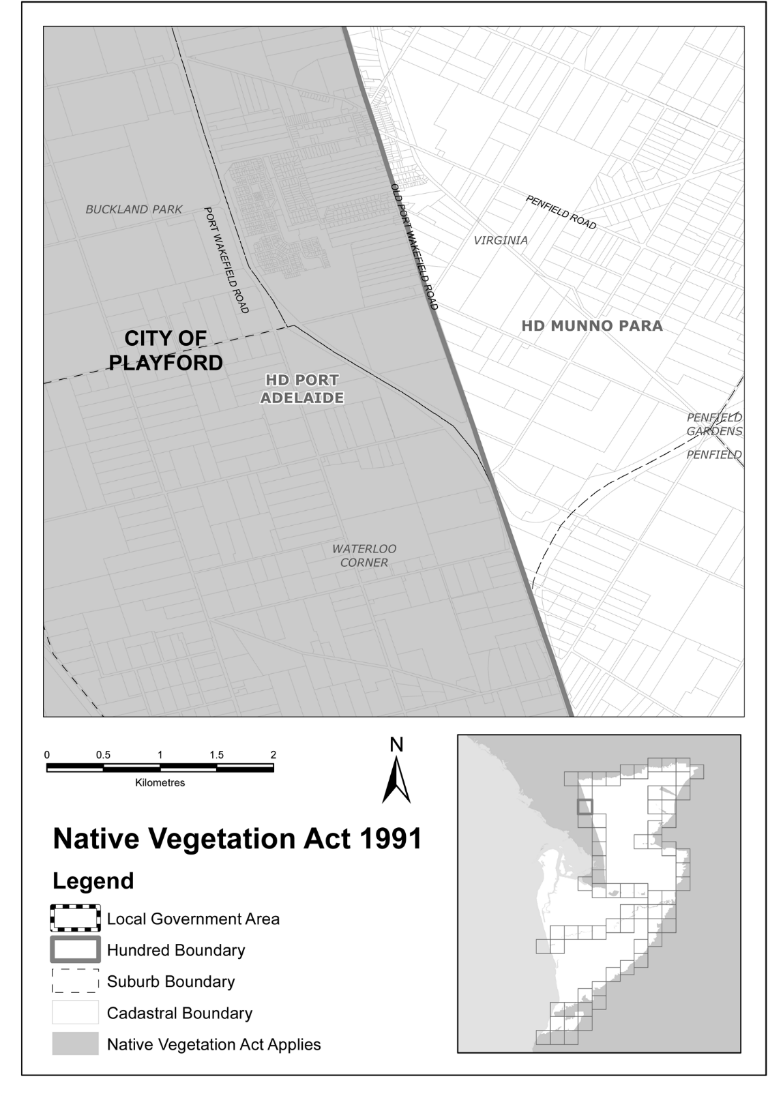 BUCKLAND PARK
PORT WAKEFIELD ROAD
OLD PORT WAKEFIELD ROAD
PENFIELD ROAD
VIRGINIA
HD MUNNO PARA
CITY OF
PLAYFORD
HD PORT
ADELAIDE
PENFIELD
GARDENS
PENFIELD
WATERLOO
CORNER
0 0.5 1 1.5 2
Kilometres
N
Native Vegetation Act 1991
Legend
Local Government Area
Hundred Boundary
Suburb Boundary
Cadastral Boundary
Native Vegetation Act Applies